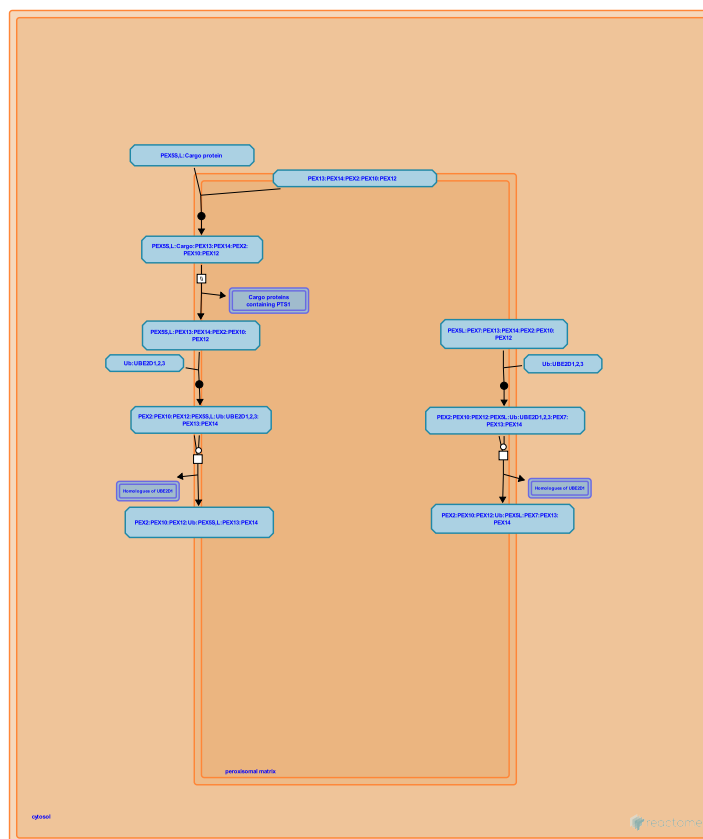 PEX5S,L:Cargo protein
PEX13:PEX14:PEX2:PEX10:PEX12
PEX5S,L:Cargo:PEX13:PEX14:PEX2:
PEX10:PEX12
Cargo proteins
containing PTS1
PEX5S,L:PEX13:PEX14:PEX2:PEX10:
PEX12
PEX5L:PEX7:PEX13:PEX14:PEX2:PEX10:
PEX12
Ub:UBE2D1,2,3
Ub:UBE2D1,2,3
PEX2:PEX10:PEX12:PEX5S,L:Ub:UBE2D1,2,3:
PEX13:PEX14
PEX2:PEX10:PEX12:PEX5L:Ub:UBE2D1,2,3:PEX7:
PEX13:PEX14
Homologues of UBE2D1
Homologues of UBE2D1
PEX2:PEX10:PEX12:Ub:PEX5S,L:PEX13:PEX14
PEX2:PEX10:PEX12:Ub:PEX5L:PEX7:PEX13:
PEX14
peroxisomal matrix
cytosol
reactome